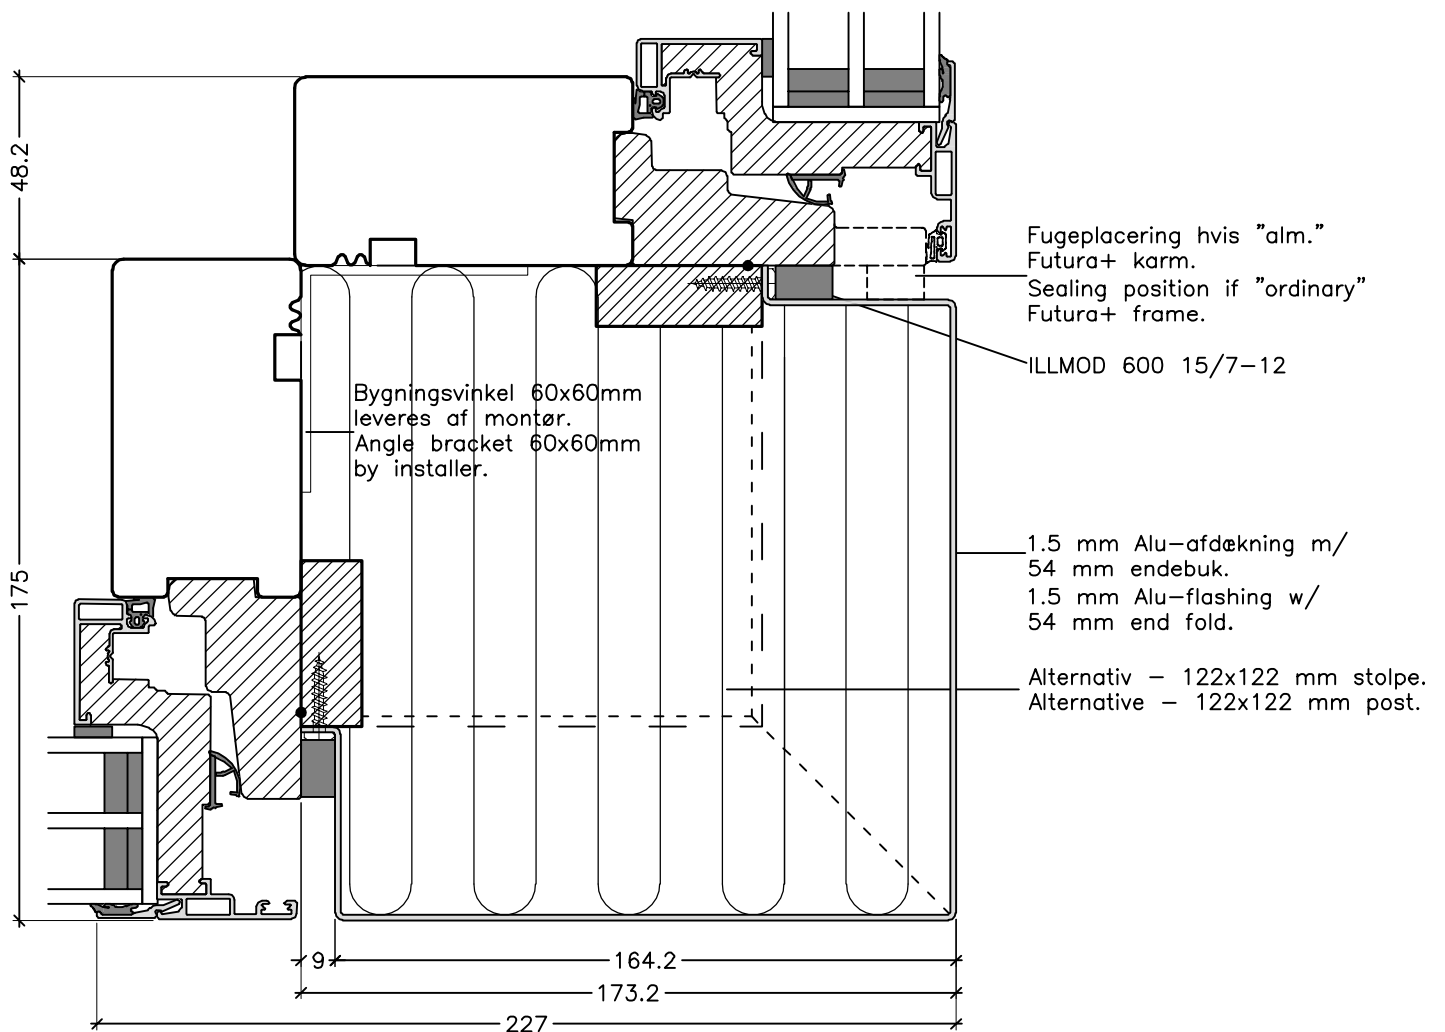 48.2
Fugeplacering hvis ”alm.”
Futura+ karm.
Sealing position if ”ordinary”
Futura+ frame.
ILLMOD 600 15/7-12
Bygningsvinkel 60x60mm
leveres af montør.
Angle bracket 60x60mm
by installer.
175
1.5 mm Alu-afdækning m/
54 mm endebuk.
1.5 mm Alu-flashing w/
54 mm end fold.
Alternativ - 122x122 mm stolpe.
Alternative - 122x122 mm post.
9
164.2
173.2
227